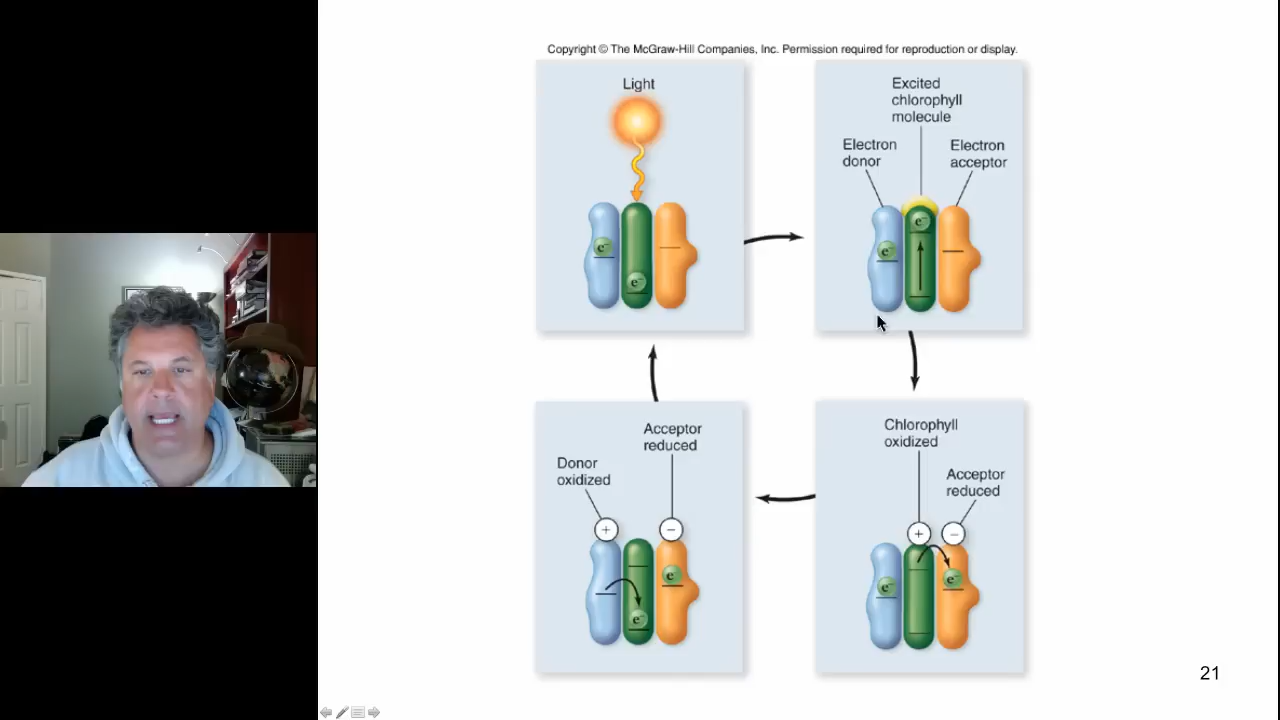 Copyright © The McGraw-Hill Companies, Inc. Permission required for reproduction or display.
Light
e⁻
e⁻
Excited
chlorophyll
molecule
Electron
donor
Electron
acceptor
e⁻
e⁻
Donor
oxidized
Acceptor
reduced
+
−
e⁻
e⁻
Chlorophyll
oxidized
Acceptor
reduced
+
−
e⁻
e⁻
21